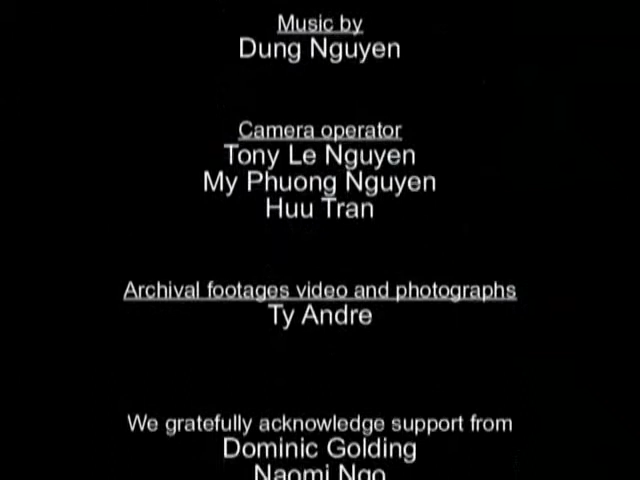 Music by
Dung Nguyen
Camera operator
Tony Le Nguyen
My Phuong Nguyen
Huu Tran
Archival footages video and photographs
Ty Andre
We gratefully acknowledge support from
Dominic Golding
Naomi Ngo